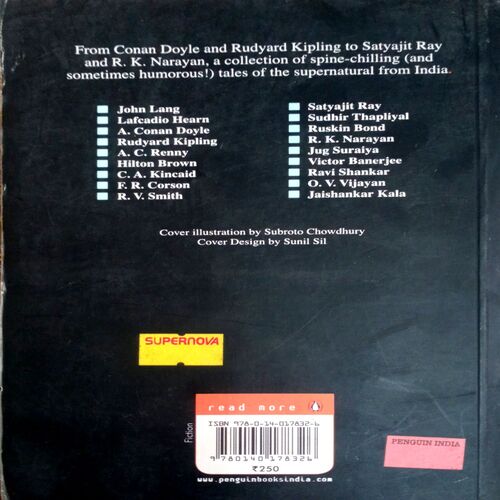 From Conan Doyle and Rudyard Kipling to Satyajit Ray
and R. K. Narayan, a collection of spine-chilling (and
sometimes humorous!) tales of the supernatural from India.
John Lang
Lafcadio Hearn
A. Conan Doyle
Rudyard Kipling
A. C. Renny
Hilton Brown
C. A. Kincaid
F. R. Corson
R. V. Smith
Satyajit Ray
Sudhir Thapliyal
Ruskin Bond
R. K. Narayan
Jug Suraiya
Victor Banerjee
Ravi Shankar
O. V. Vijayan
Jaishankar Kala
Cover illustration by Subroto Chowdhury
Cover Design by Sunil Sil
SUPERNOVA
read more
Fiction
ISBN 978-0-14-017832-6
9 780140 178326
₹250
www.penguinbooksindia.com
PENGUIN INDIA